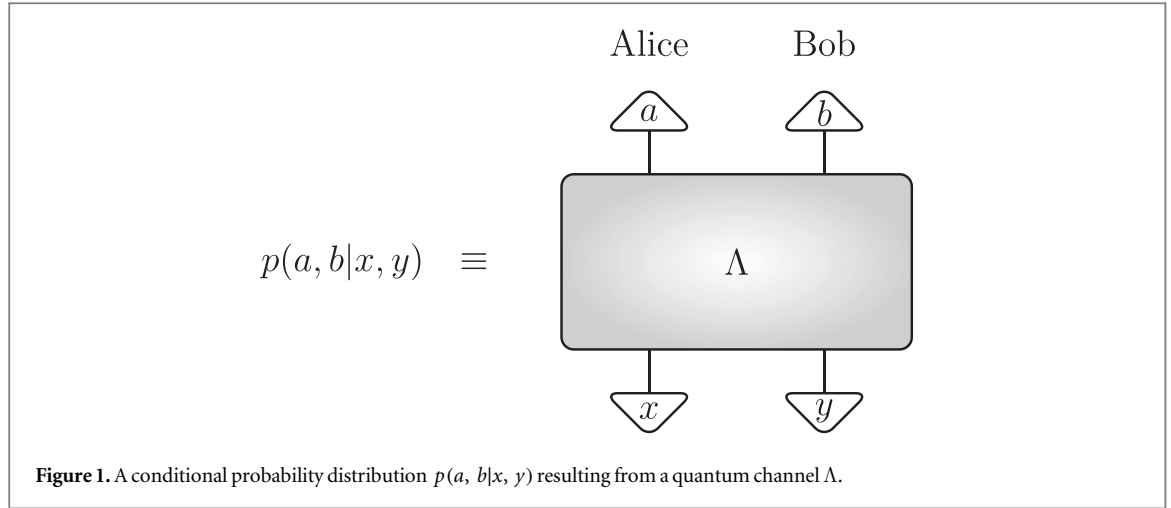 Alice Bob
a b
p(a, b|x, y) ≡ Λ
x y
Figure 1. A conditional probability distribution p(a, b|x, y) resulting from a quantum channel Λ.